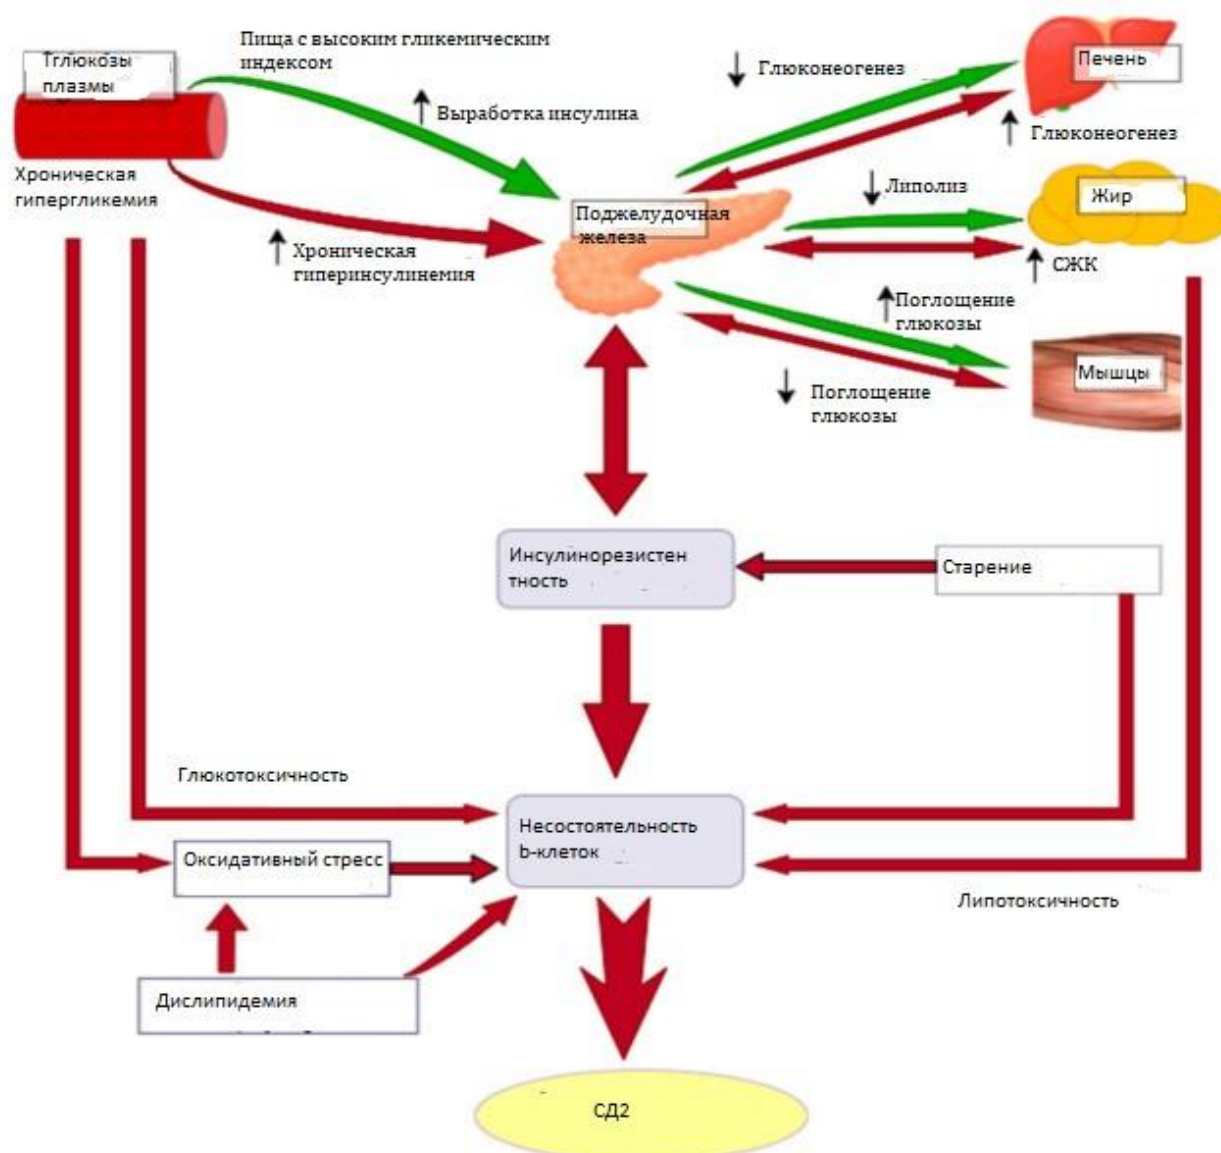 Тглюкозы
плазмы
Пища с высоким гликемическим
индексом
Выработка инсулина
Хроническая
гипергликемия
Хроническая
гиперинсулинемия
Поджелудочная
железа
Глюконеогенез
Печень
Глюконеогенез
Липолиз
Жир
СЖК
Поглощение
глюкозы
Мышцы
Поглощение
глюкозы
Инсулинорезистен
тность
Старение
Глюкотоксичность
Несостоятельность
b-клеток
Оксидативный стресс
Липотоксичность
Дислипидемия
СД2